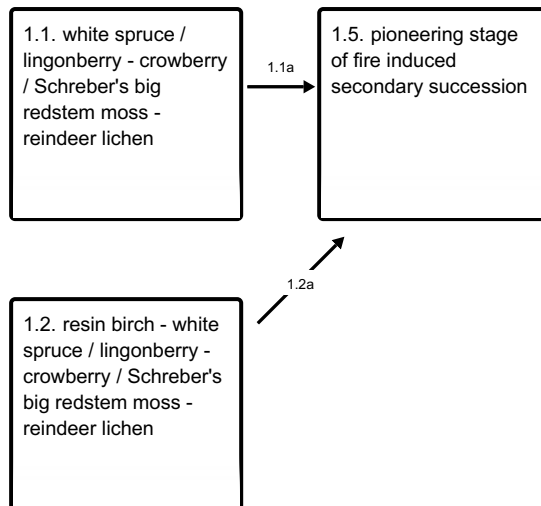 1.1. white spruce /
lingonberry - crowberry
/ Schreber's big
redstem moss -
reindeer lichen
1.1a
1.5. pioneering stage
of fire induced
secondary succession
1.2a
1.2. resin birch - white
spruce / lingonberry -
crowberry / Schreber's
big redstem moss -
reindeer lichen